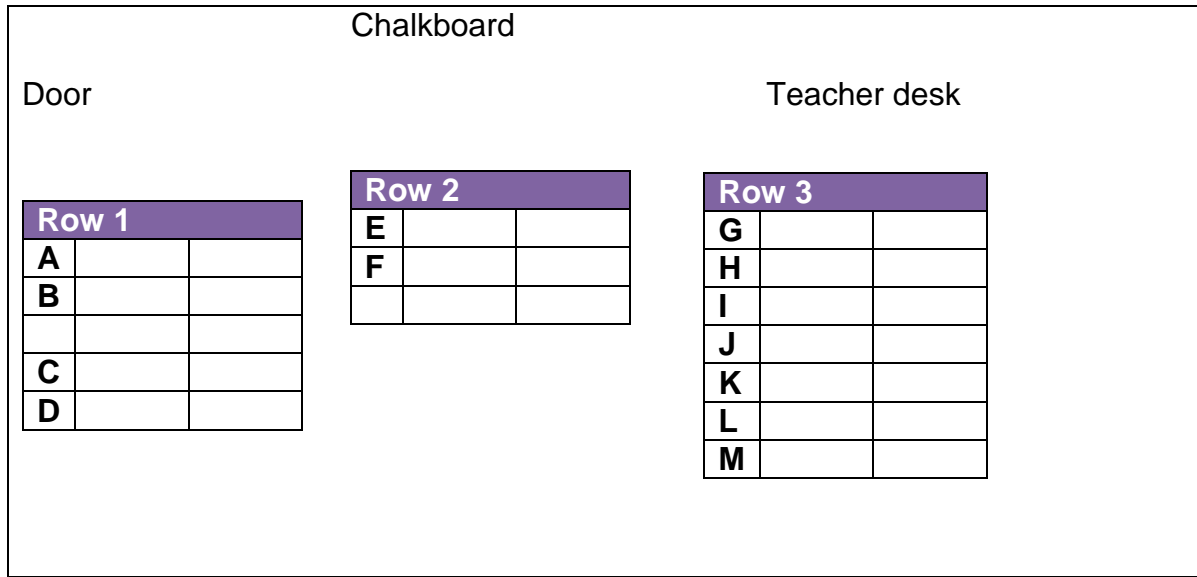 Chalkboard
Door
Teacher desk
Row 1
A
B
C
D
Row 2
E
F
Row 3
G
H
I
J
K
L
M